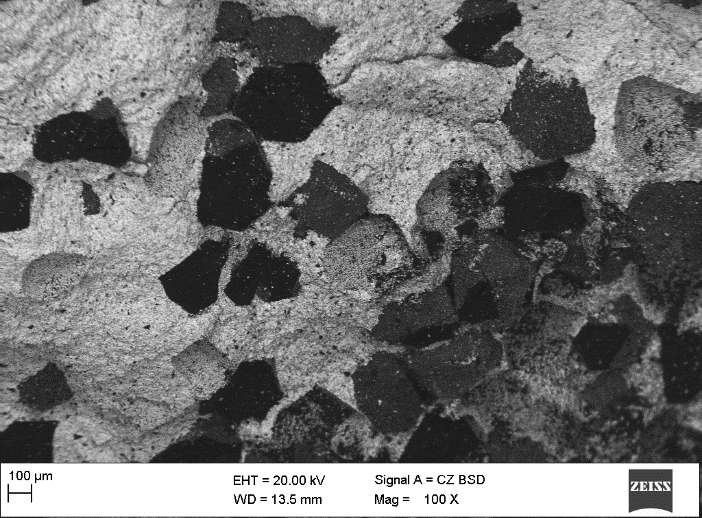 100 µm
EHT = 20.00 kV Signal A = CZ BSD
WD = 13.5 mm Mag = 100 X
ZEISS